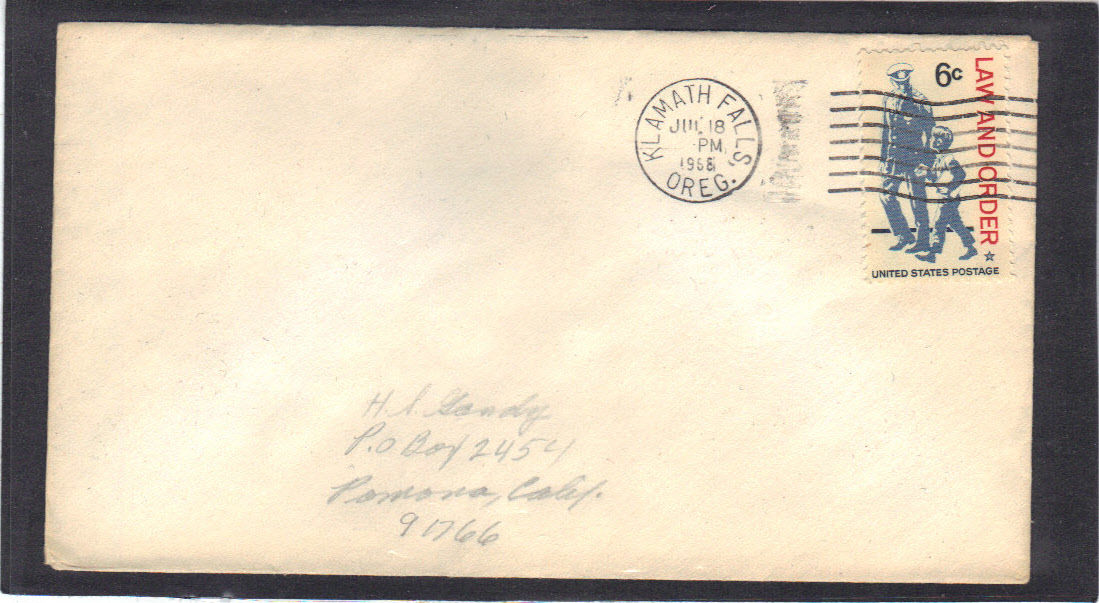 KLAMATH FALLS,
JUL 18
PM
1968
OREG.
6c
LAW AND ORDER
UNITED STATES POSTAGE
H. S. Gandy
P.O Box 2454
Pomona, Calif.
91766